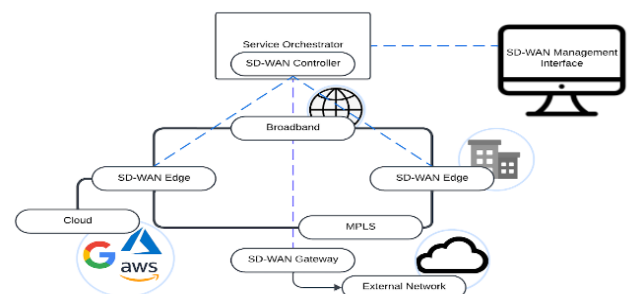 Service Orchestrator
SD-WAN Controller
SD-WAN Management
Interface
Broadband
SD-WAN Edge
SD-WAN Edge
Cloud
MPLS
aws
SD-WAN Gateway
External Network